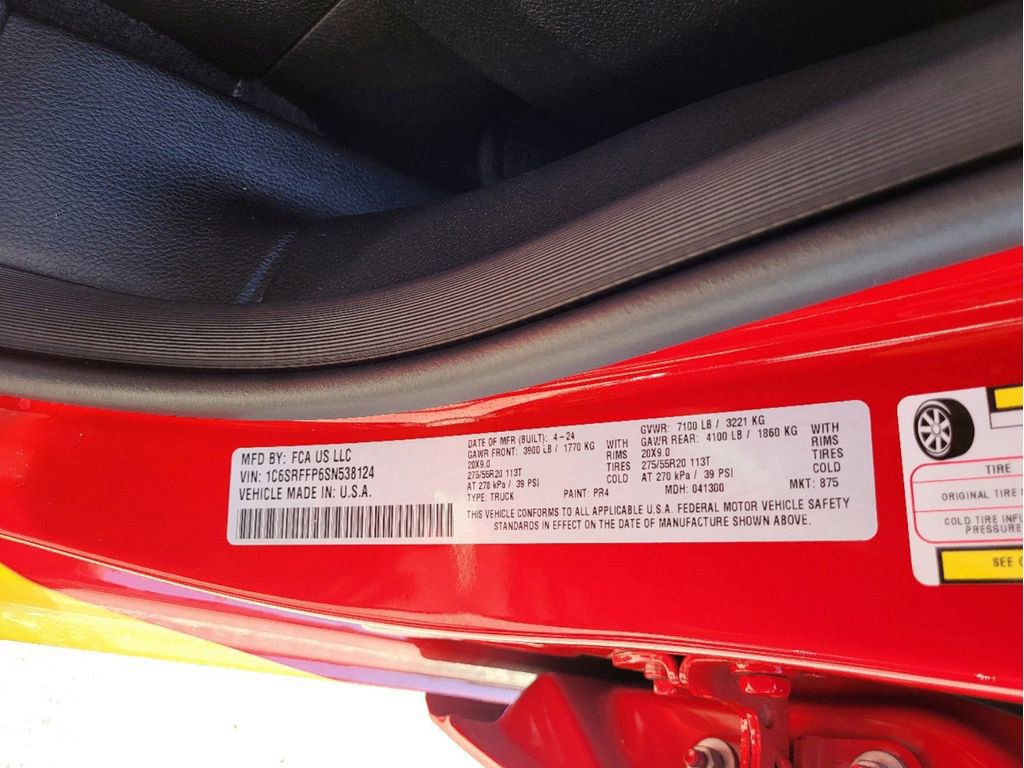 MFD BY: FCA US LLC
VIN: 1C6SRFFP6SN538124
VEHICLE MADE IN: U.S.A.
DATE OF MFR (BUILT): 4-24
GAWR FRONT: 3900 LB / 1770 KG WITH
20X9.0 RIMS
275/55R20 113T TIRES
AT 270 kPa / 39 PSI COLD
TYPE: TRUCK PAINT: PR4
GVWR: 7100 LB / 3221 KG
GAWR REAR: 4100 LB / 1860 KG WITH
20X9.0 RIMS
275/55R20 113T TIRES
AT 270 kPa / 39 PSI COLD
MDH: 041300 MKT: 875
THIS VEHICLE CONFORMS TO ALL APPLICABLE U.S.A. FEDERAL MOTOR VEHICLE SAFETY
STANDARDS IN EFFECT ON THE DATE OF MANUFACTURE SHOWN ABOVE.
TIRE
ORIGINAL TIRE
COLD TIRE INFL
PRESSURE
SEE